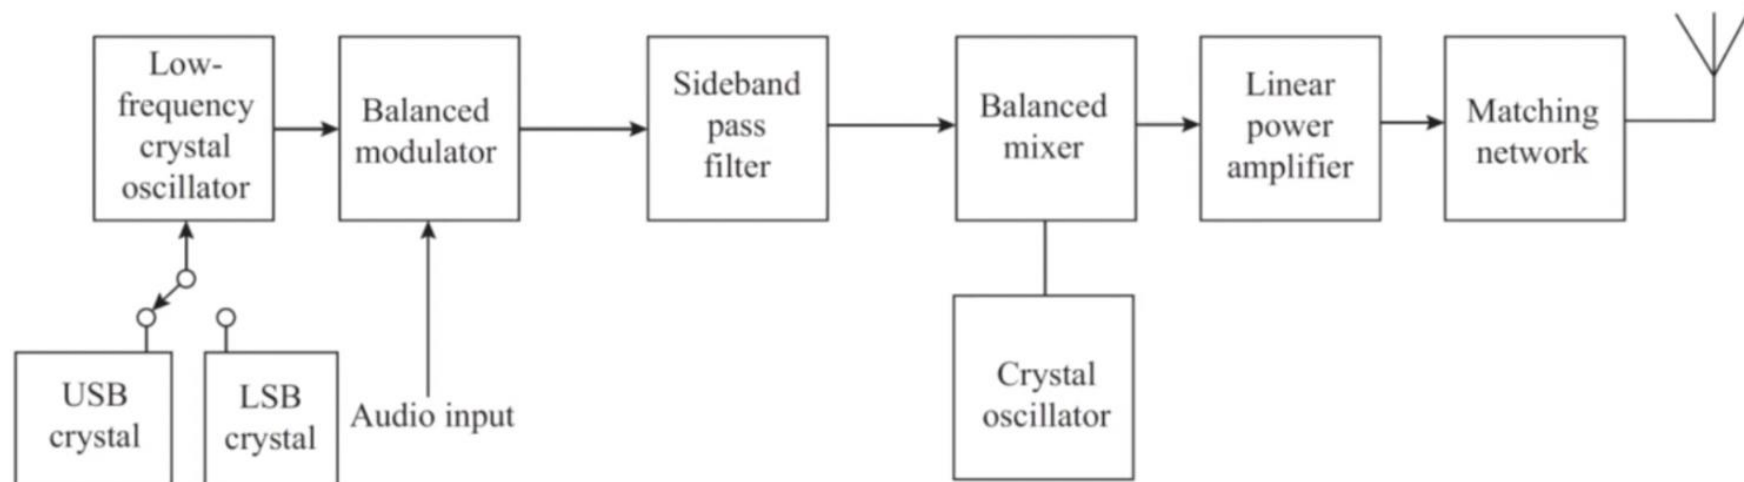 Low-
frequency
crystal
oscillator
Balanced
modulator
Sideband
pass
filter
Balanced
mixer
Linear
power
amplifier
Matching
network
USB
crystal
LSB
crystal
Audio input
Crystal
oscillator